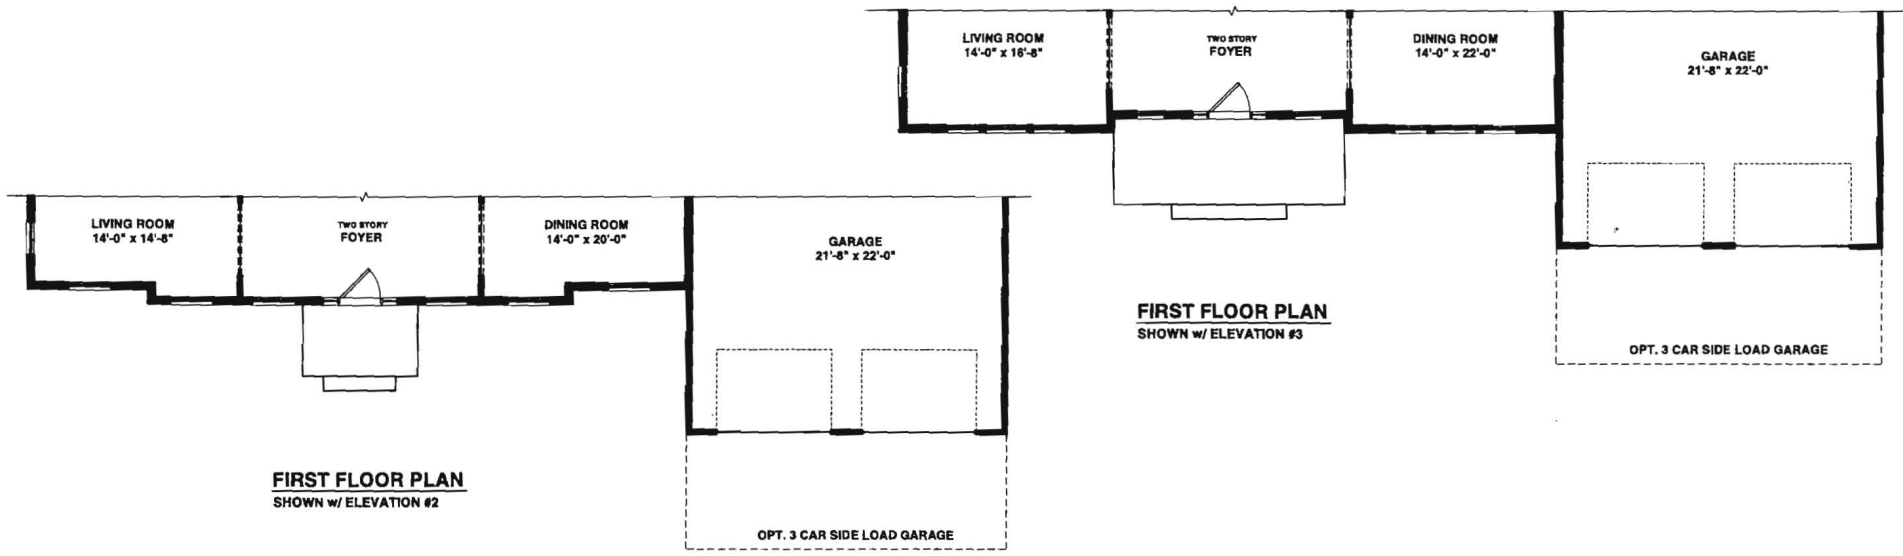 LIVING ROOM
14'-0" x 16'-8"
TWO STORY
FOYER
DINING ROOM
14'-0" x 22'-0"
GARAGE
21'-8" x 22'-0"
FIRST FLOOR PLAN
SHOWN w/ ELEVATION #3
OPT. 3 CAR SIDE LOAD GARAGE
LIVING ROOM
14'-0" x 14'-8"
TWO STORY
FOYER
DINING ROOM
14'-0" x 20'-0"
GARAGE
21'-8" x 22'-0"
FIRST FLOOR PLAN
SHOWN w/ ELEVATION #2
OPT. 3 CAR SIDE LOAD GARAGE